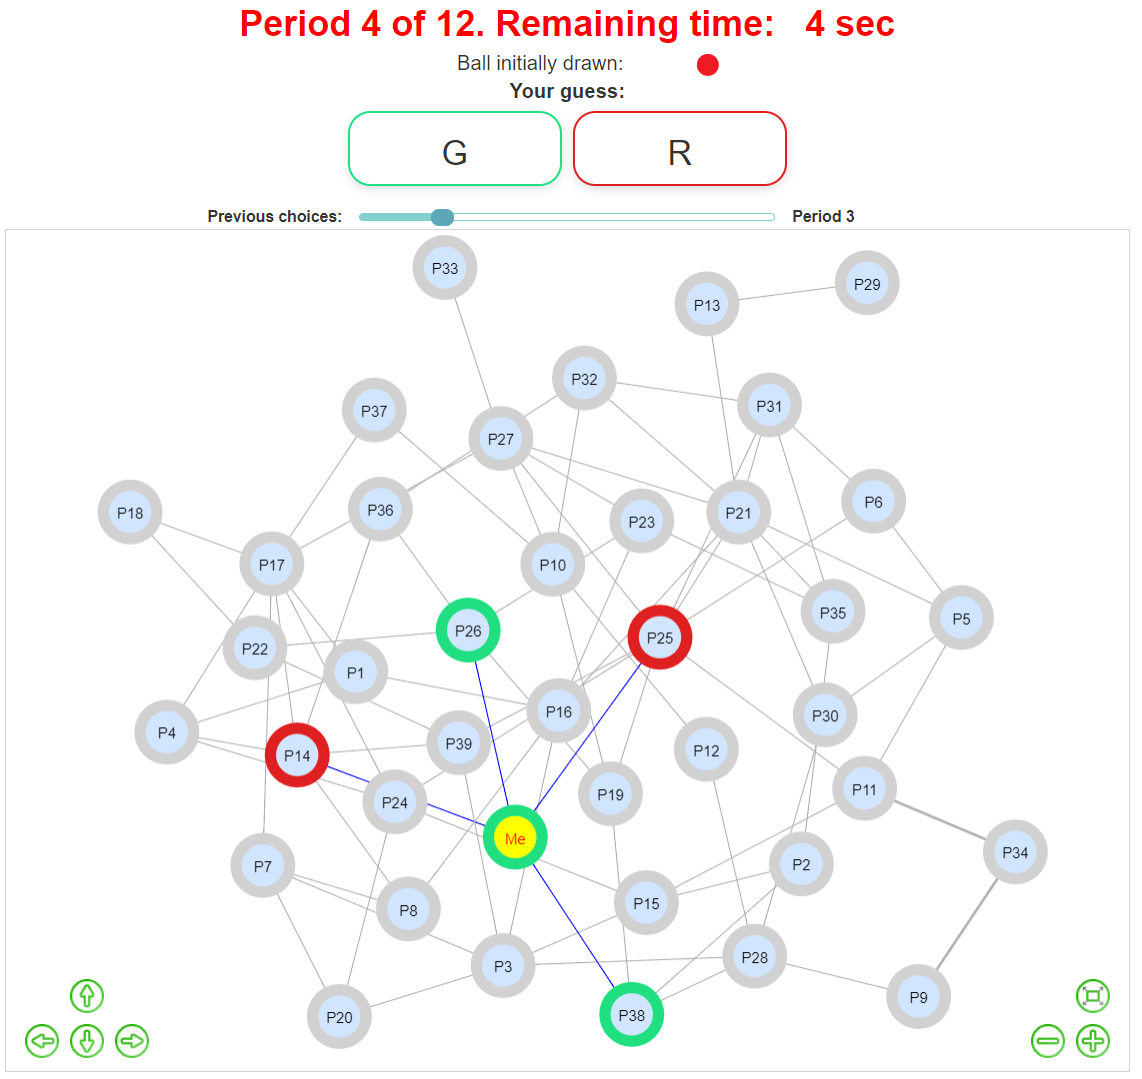 Period 4 of 12. Remaining time: 4 sec
Ball initially drawn:
Your guess:
G R
Previous choices: Period 3
P33
P29
P13
P32
P31
P37
P27
P6
P36
P18
P21
P23
P17
P10
P35
P5
P26
P25
P22
P1
P16
P30
P4
P39
P12
P14
P11
P19
P24
Me
P34
P2
P7
P15
P8
P28
P3
P9
P38
P20